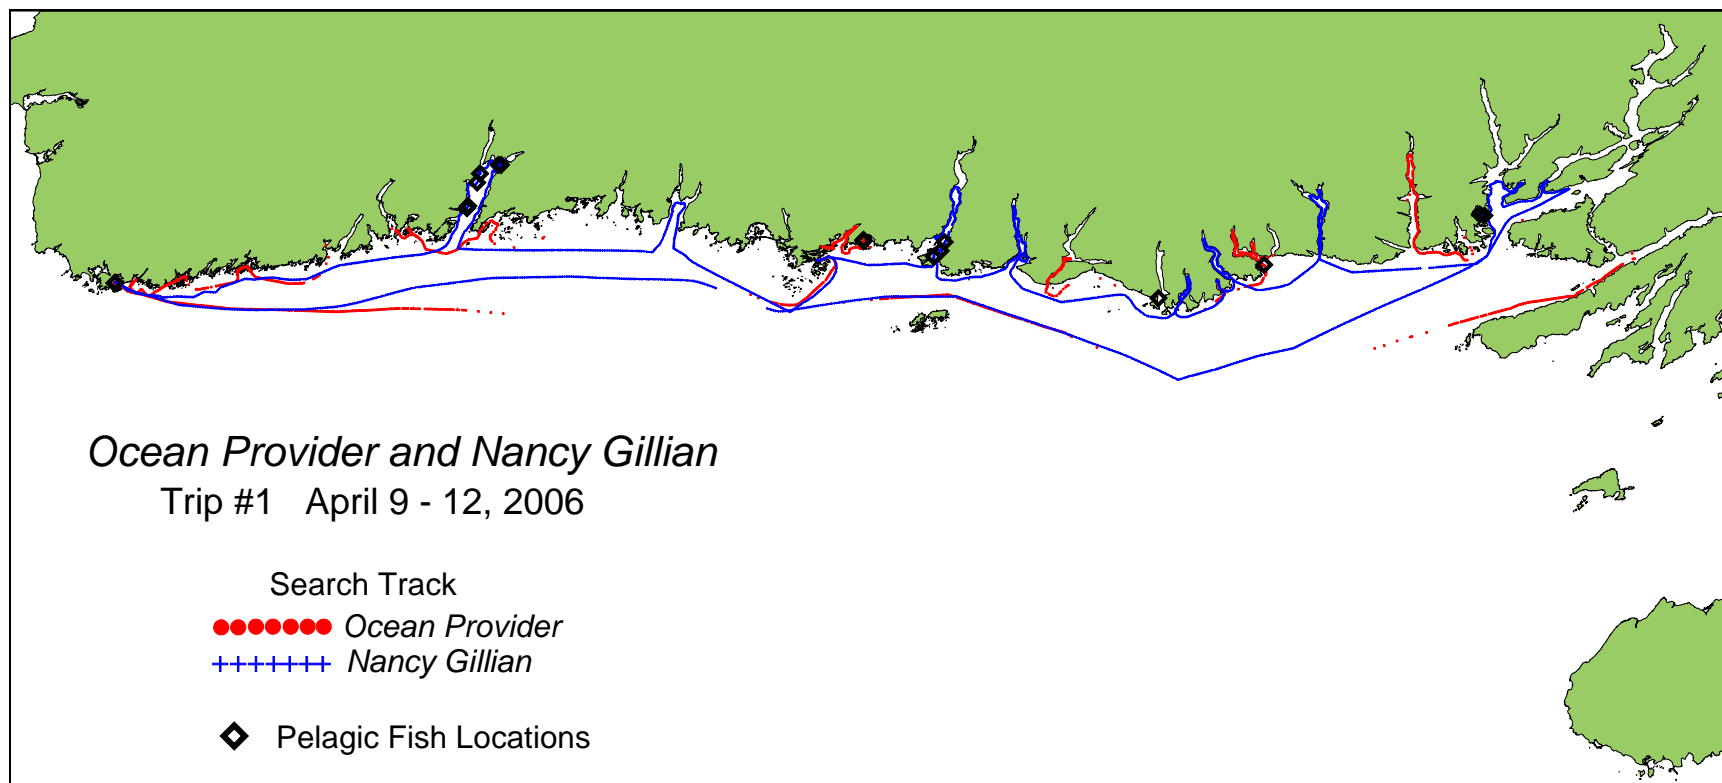 Ocean Provider and Nancy Gillian
Trip #1 April 9 - 12, 2006
Search Track
Ocean Provider
Nancy Gillian
Pelagic Fish Locations